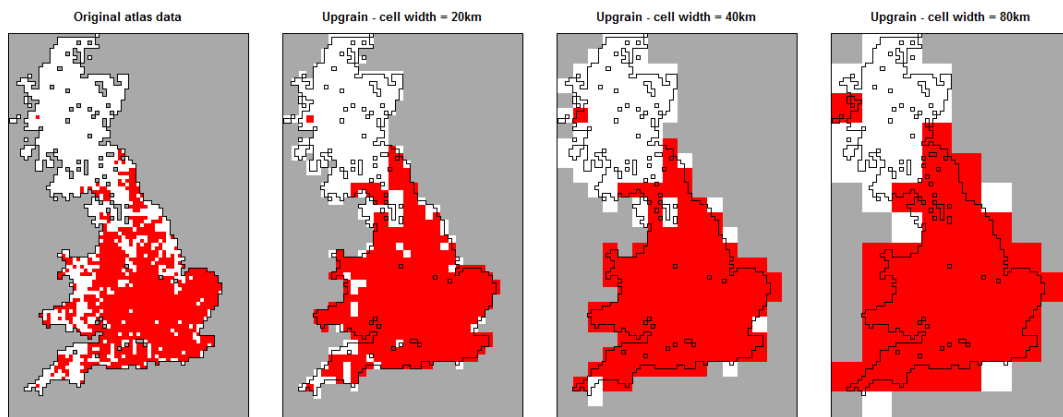 Original atlas data
Upgrain - cell width = 20km
Upgrain - cell width = 40km
Upgrain - cell width = 80km